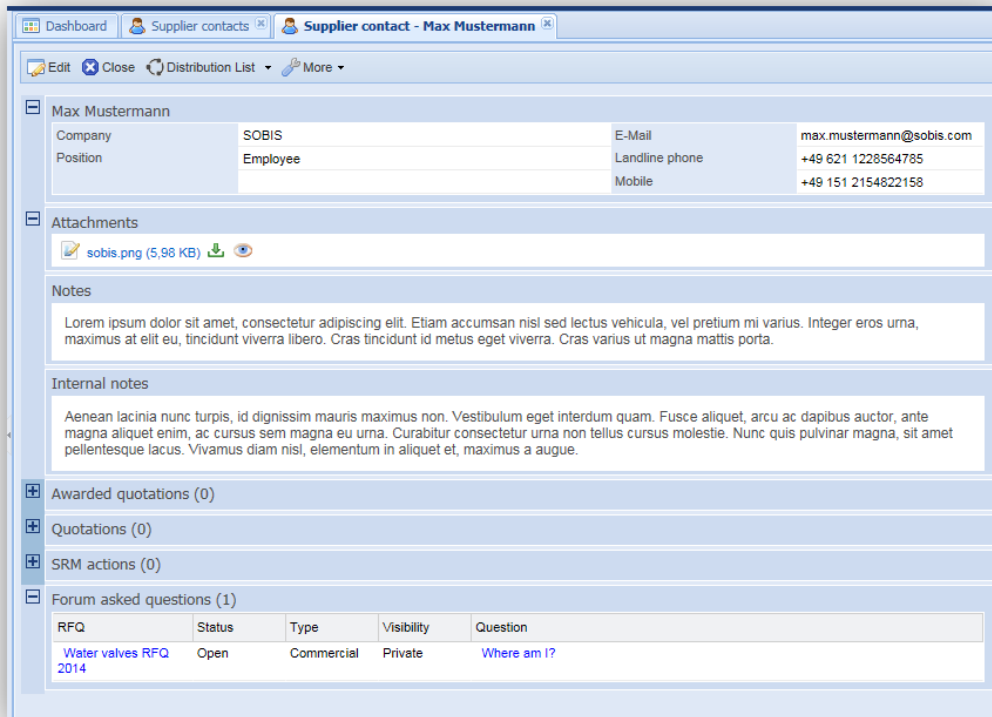 Dashboard Supplier contacts Supplier contact - Max Mustermann
Edit Close Distribution List More
Max Mustermann
Company SOBIS E-Mail max.mustermann@sobis.com
Position Employee Landline phone +49 621 1228564785
Mobile +49 151 2154822158
Attachments
sobis.png (5,98 KB)
Notes
Lorem ipsum dolor sit amet, consectetur adipiscing elit. Etiam accumsan nisl sed lectus vehicula, vel pretium mi varius. Integer eros urna,
maximus at elit eu, tincidunt viverra libero. Cras tincidunt id metus eget viverra. Cras varius ut magna mattis porta.
Internal notes
Aenean lacinia nunc turpis, id dignissim mauris maximus non. Vestibulum eget interdum quam. Fusce aliquet, arcu ac dapibus auctor, ante
magna aliquet enim, ac cursus sem magna eu urna. Curabitur consectetur urna non tellus cursus molestie. Nunc quis pulvinar magna, sit amet
pellentesque lacus. Vivamus diam nisl, elementum in aliquet et, maximus a augue.
Awarded quotations (0)
Quotations (0)
SRM actions (0)
Forum asked questions (1)
RFQ Status Type Visibility Question
Water valves RFQ Open Commercial Private Where am I?
2014